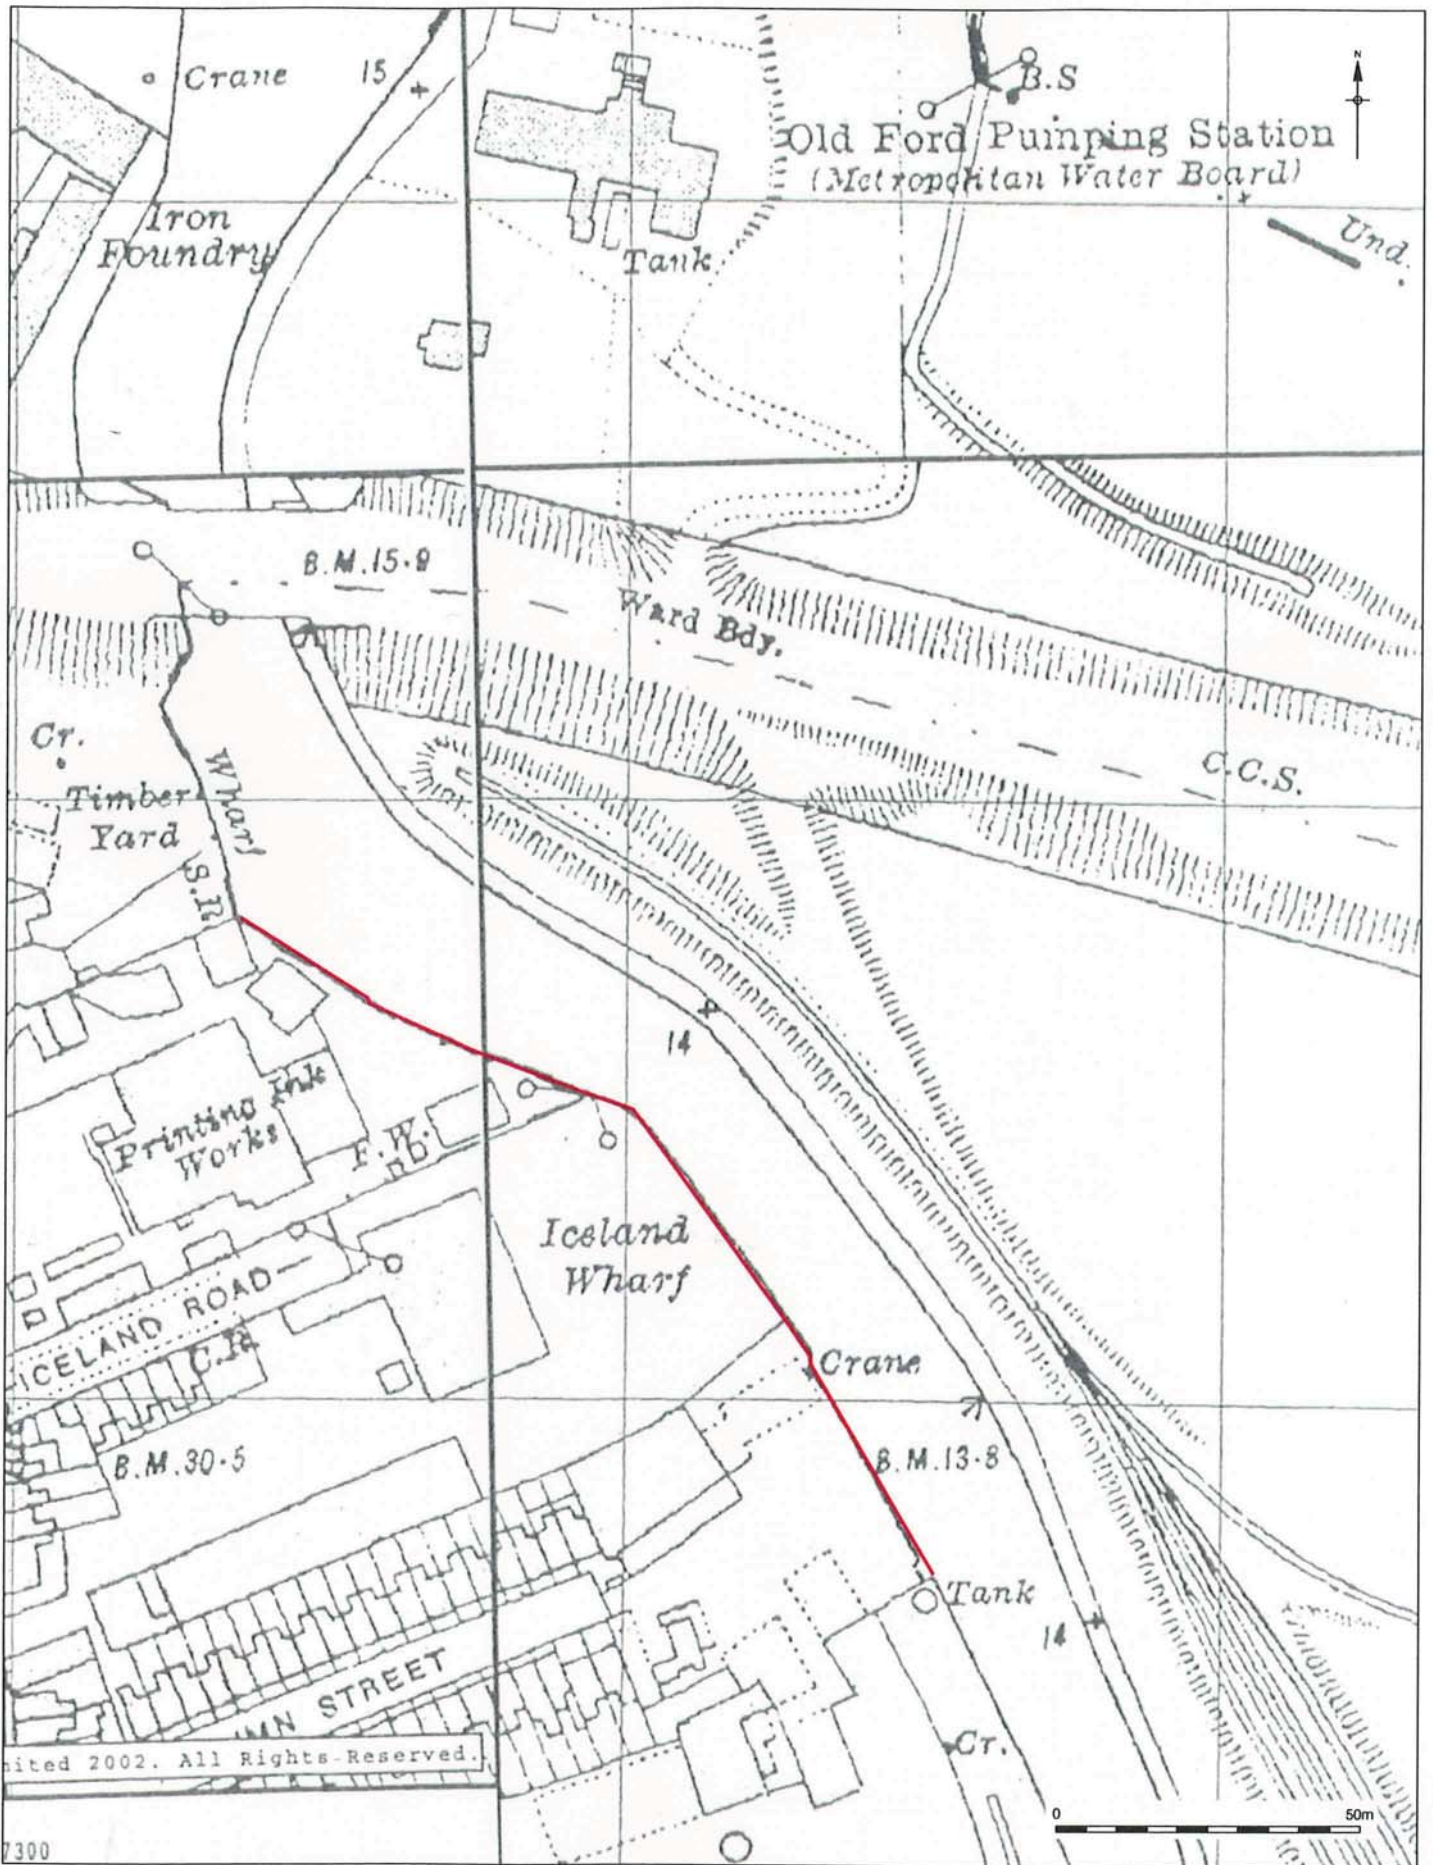 N
Crane
15
B.S
Old Ford Pumping Station
(Metropolitan Water Board)
Iron
Foundry
Tank
Und.
B.M.15·9
Ward Bdy.
Cr.
C.C.S.
Wharf
Timber
Yard
S.R
14
Ink
Printing
Works
F.W.
Iceland
Wharf
ICELAND ROAD
C.R
Crane
B.M.30·5
B.M.13·8
Tank
14
MN STREET
ited 2002. All Rights Reserved.
Cr.
0 50m
7300